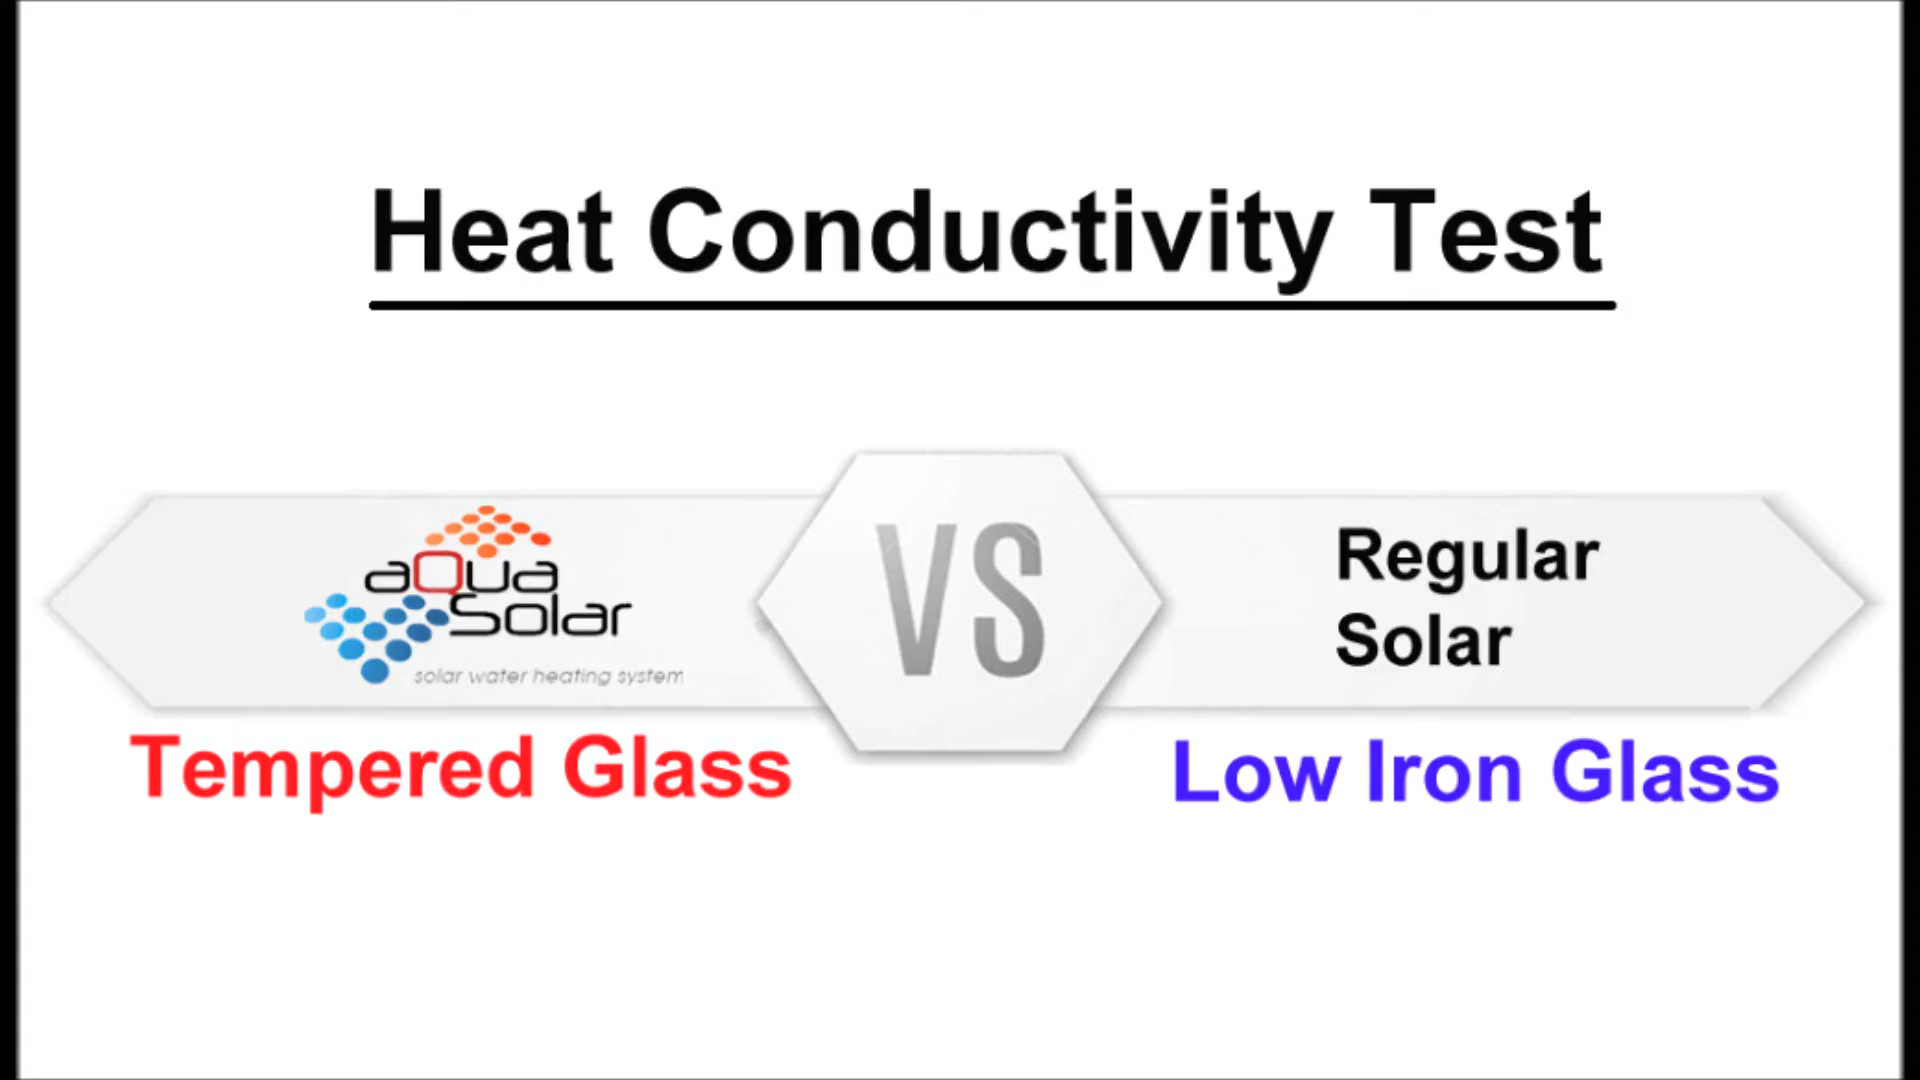 Heat Conductivity Test
aQua
Solar
solar water heating system
VS
Regular
Solar
Tempered Glass
Low Iron Glass